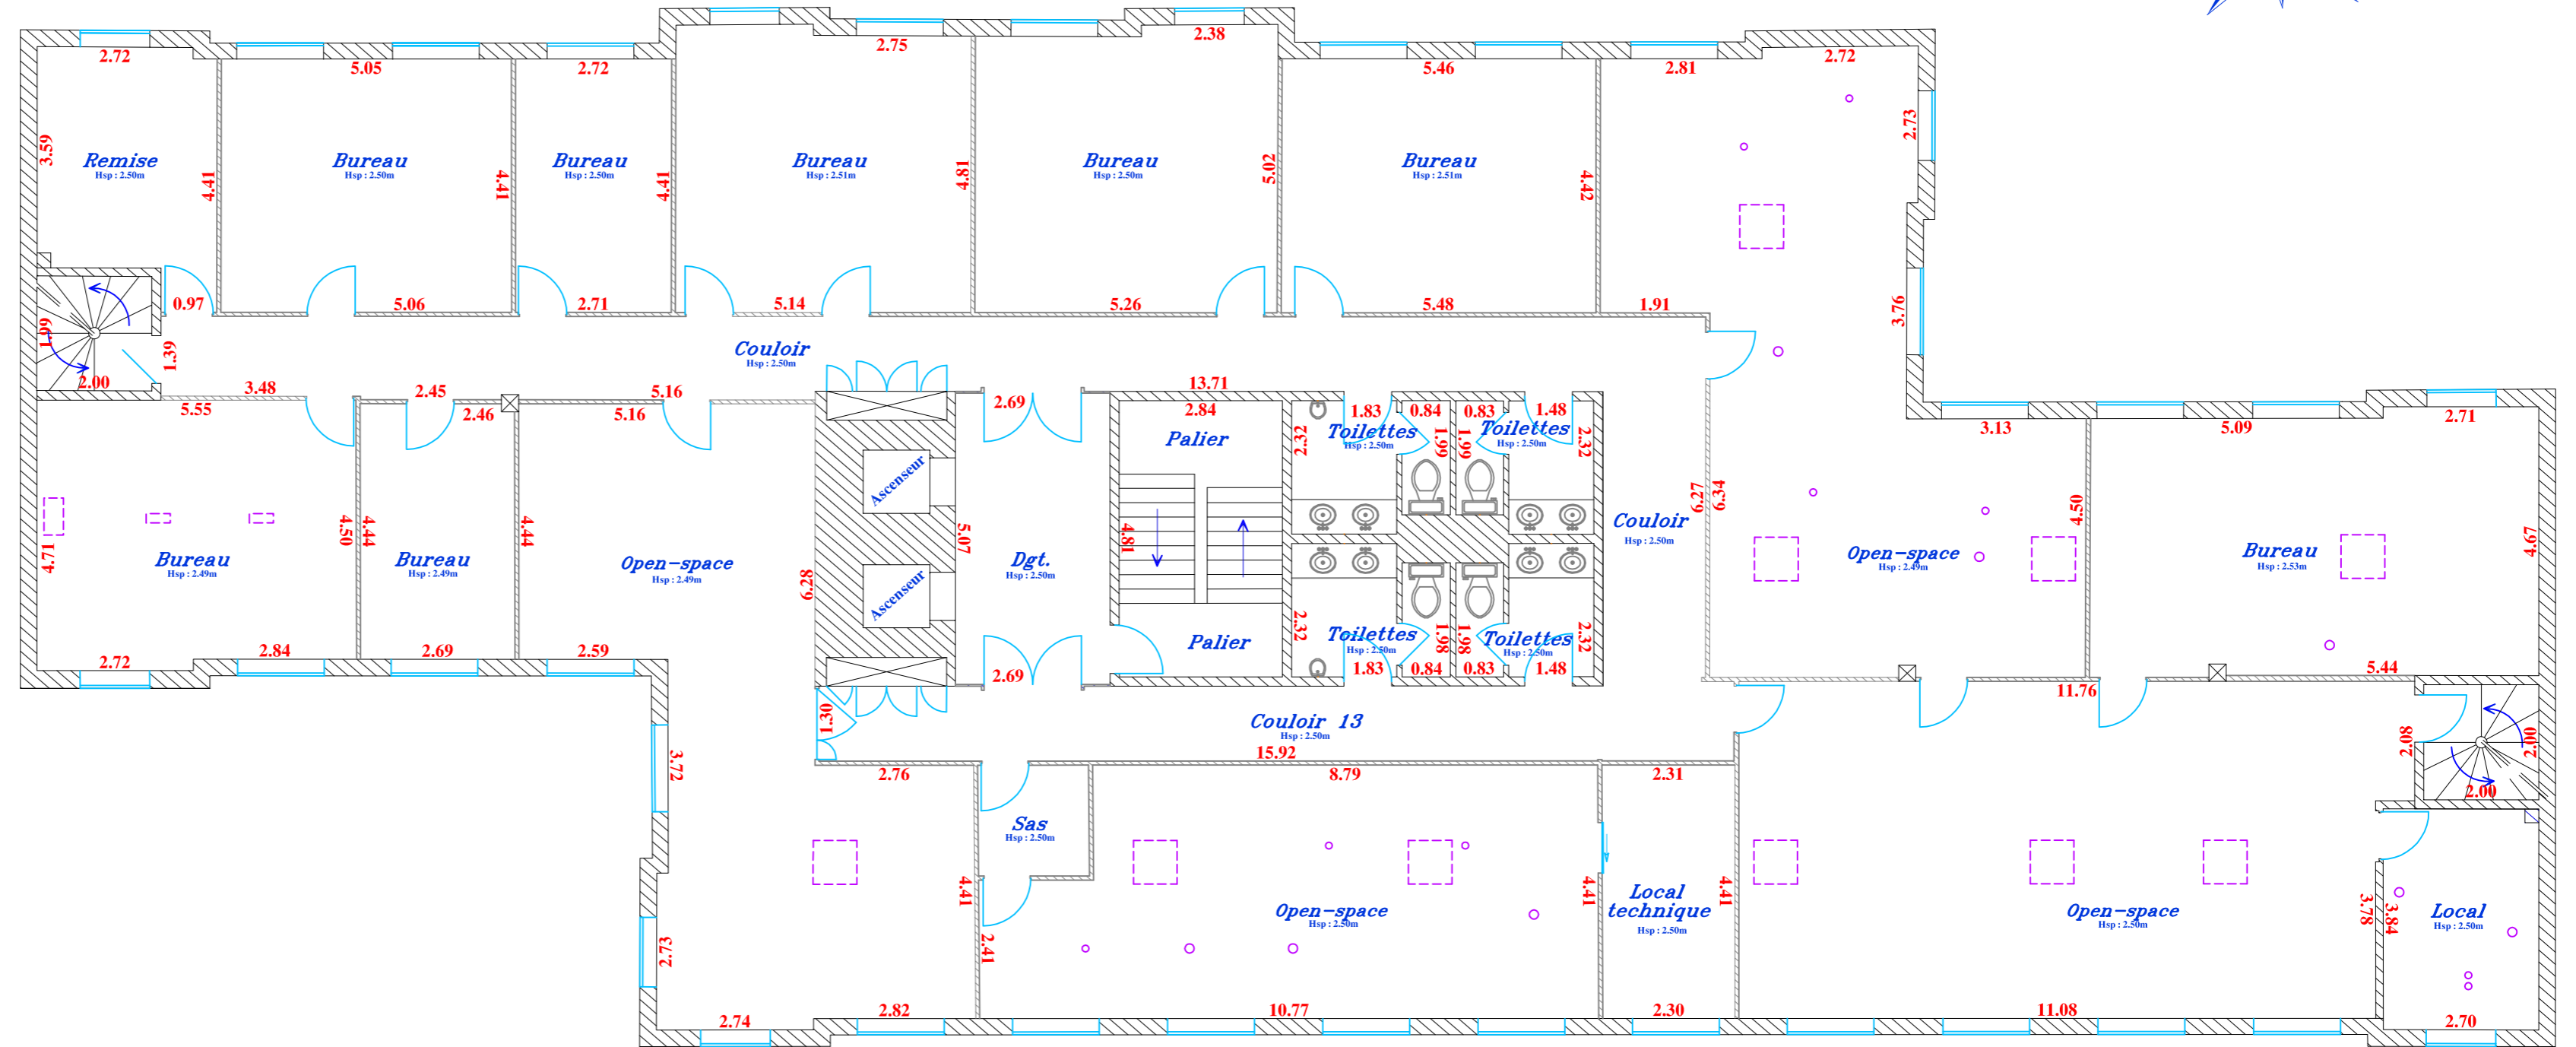 2.72
5.05
2.72
2.75
2.38
5.46
2.81
2.72
3.59
Remise
Hsp : 2.50m
4.41
Bureau
Hsp : 2.50m
4.41
Bureau
Hsp : 2.50m
4.41
Bureau
Hsp : 2.51m
4.81
Bureau
Hsp : 2.50m
5.02
Bureau
Hsp : 2.51m
4.42
2.73
3.76
0.97
5.06
2.71
5.14
5.26
5.48
1.91
1.99
1.39
2.00
Couloir
Hsp : 2.50m
3.48
5.55
2.45
2.46
5.16
5.16
2.69
13.71
2.84
Palier
1.83
0.84
0.83
1.48
2.32
Toilettes
Hsp : 2.50m
1.99
1.99
Toilettes
Hsp : 2.50m
2.32
3.13
5.09
2.71
Ascenseur
4.71
Bureau
Hsp : 2.49m
4.50
4.44
Bureau
Hsp : 2.49m
4.44
Open-space
Hsp : 2.49m
6.28
Ascenseur
5.07
Dgt.
Hsp : 2.50m
4.81
Couloir
Hsp : 2.50m
6.27
6.34
Open-space
Hsp : 2.49m
4.50
Bureau
Hsp : 2.53m
4.67
2.72
2.84
2.69
2.59
2.69
Palier
2.32
Toilettes
Hsp : 2.50m
1.98
1.98
Toilettes
Hsp : 2.50m
2.32
1.83
0.84
0.83
1.48
5.44
11.76
1.30
Couloir 13
Hsp : 2.50m
15.92
3.72
2.76
8.79
2.31
2.08
2.00
2.00
Sas
Hsp : 2.50m
4.41
2.41
Open-space
Hsp : 2.50m
4.41
Local
technique
Hsp : 2.50m
4.41
Open-space
Hsp : 2.50m
3.78
3.84
Local
Hsp : 2.50m
2.73
2.74
2.82
10.77
2.30
11.08
2.70